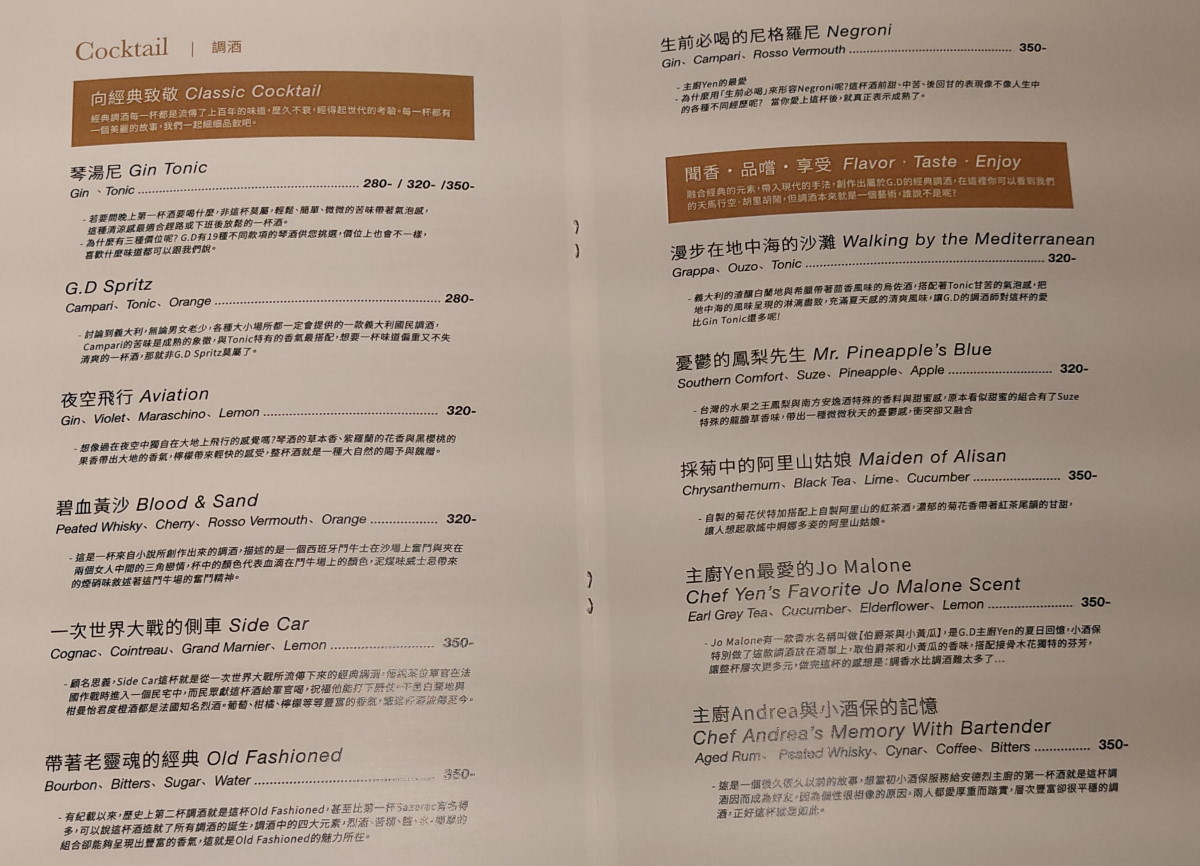 Cocktail | 調酒
向經典致敬 Classic Cocktail
經典調酒每一杯都是流傳了上百年的味道，歷久不衰，經得起世代的考驗。每一杯都有
一個美麗的故事，我們一起細細品飲吧。
琴湯尼 Gin Tonic
Gin 、Tonic ........ 280- / 320- /350-
- 若要問晚上第一杯酒要喝什麼，非這杯莫屬，輕鬆、簡單、微微的苦味帶著氣泡感，
這種清涼感最適合趕路或下班後放鬆的一杯酒。
- 為什麼有三種價位呢？G.D有19種不同款項的琴酒供您挑選，價位上也會不一樣，
喜歡什麼味道都可以跟我們說。
G.D Spritz
Campari、Tonic、Orange ........ 280-
- 討論到義大利，無論男女老少，各種大小場所都一定會提供的一款義大利國民調酒，
Campari的苦味是成熟的象徵，與Tonic特有的香氣最搭配，想要一杯味道偏重又不失
清爽的一杯酒，那就非G.D Spritz莫屬了。
夜空飛行 Aviation
Gin、Violet、Maraschino、Lemon ........ 320-
- 想像過在夜空中獨自在大地上飛行的感覺嗎？琴酒的草本香、紫羅蘭的花香與黑櫻桃的
果香帶出大地的香氣，檸檬帶來輕快的感受，整杯酒就是一種大自然的賜予與餽贈。
碧血黃沙 Blood & Sand
Peated Whisky、Cherry、Rosso Vermouth、Orange ........ 320-
- 這是一杯來自小說所創作出來的調酒，描述的是一個西班牙鬥牛士在沙場上奮鬥與夾在
兩個女人中間的三角戀情，杯中的顏色代表血滴在鬥牛場上的顏色，泥煤味威士忌帶來
的煙硝味敘述著這鬥牛場的奮鬥精神。
一次世界大戰的側車 Side Car
Cognac、Cointreau、Grand Marnier、Lemon ........ 350-
- 顧名思義，Side Car這杯就是從一次世界大戰所流傳下來的經典調酒，傳說某位軍官在法
國作戰時進入一個民宅中，而民眾獻這杯酒給軍官喝，祝福他能打下勝仗。干邑白蘭地與
柑曼怡君度橙酒都是法國知名烈酒。葡萄、柑橘、檸檬等等豐富的香氣，讓這杯酒流傳至今。
帶著老靈魂的經典 Old Fashioned
Bourbon、Bitters、Sugar、Water ........ 350-
- 有紀載以來，歷史上第二杯調酒就是這杯Old Fashioned，甚至比第一杯Sazerac有名得
多，可以說這杯酒造就了所有調酒的誕生，調酒中的四大元素，烈酒、苦精、糖、水，簡單的
組合卻能夠呈現出豐富的香氣，這就是Old Fashioned的魅力所在。
生前必喝的尼格羅尼 Negroni
Gin、Campari、Rosso Vermouth ........ 350-
- 主廚Yen的最愛
- 為什麼用「生前必喝」來形容Negroni呢？這杯酒前甜、中苦、後回甘的表現像不像人生中
的各種不同經歷呢？ 當你愛上這杯後，就真正表示成熟了。
聞香・品嚐・享受 Flavor・Taste・Enjoy
融合經典的元素，帶入現代的手法，創作出屬於G.D的經典調酒，在這裡你可以看到我們
的天馬行空、胡里胡鬧，但調酒本來就是一個藝術，誰說不是呢？
漫步在地中海的沙灘 Walking by the Mediterranean
Grappa、Ouzo、Tonic ........ 320-
- 義大利的渣釀白蘭地與希臘帶著茴香風味的烏佐酒，搭配著Tonic甘苦的氣泡感，把
地中海的風味呈現的淋漓盡致，充滿夏天感的清爽風味，讓G.D的調酒師對這杯的愛
比Gin Tonic還多呢！
憂鬱的鳳梨先生 Mr. Pineapple's Blue
Southern Comfort、Suze、Pineapple、Apple ........ 320-
- 台灣的水果之王鳳梨與南方安逸酒特殊的香料與甜蜜感，原本看似甜蜜的組合有了Suze
特殊的龍膽草香味，帶出一種微微秋天的憂鬱感，衝突卻又融合
採菊中的阿里山姑娘 Maiden of Alisan
Chrysanthemum、Black Tea、Lime、Cucumber ........ 350-
- 自製的菊花伏特加搭配上自製阿里山的紅茶酒，濃郁的菊花香帶著紅茶尾韻的甘甜，
讓人想起歌謠中婀娜多姿的阿里山姑娘。
主廚Yen最愛的Jo Malone
Chef Yen's Favorite Jo Malone Scent
Earl Grey Tea、Cucumber、Elderflower、Lemon ........ 350-
- Jo Malone有一款香水名稱叫做【伯爵茶與小黃瓜】，是G.D主廚Yen的夏日回憶，小酒保
特別做了這款調酒放在酒單上，取伯爵茶和小黃瓜的香味，搭配接骨木花獨特的芬芳，
讓整杯層次更多元，做完這杯的感想是：調香水比調酒難太多了...
主廚Andrea與小酒保的記憶
Chef Andrea's Memory With Bartender
Aged Rum、 Peated Whisky、Cynar、Coffee、Bitters ........ 350-
- 這是一個很久很久以前的故事，想當初小酒保服務給安德烈主廚的第一杯酒就是這杯調
酒因而成為好友，因為個性很相像的原因，兩人都愛厚重而踏實，層次豐富卻很平穩的調
酒，正好這杯就是如此。